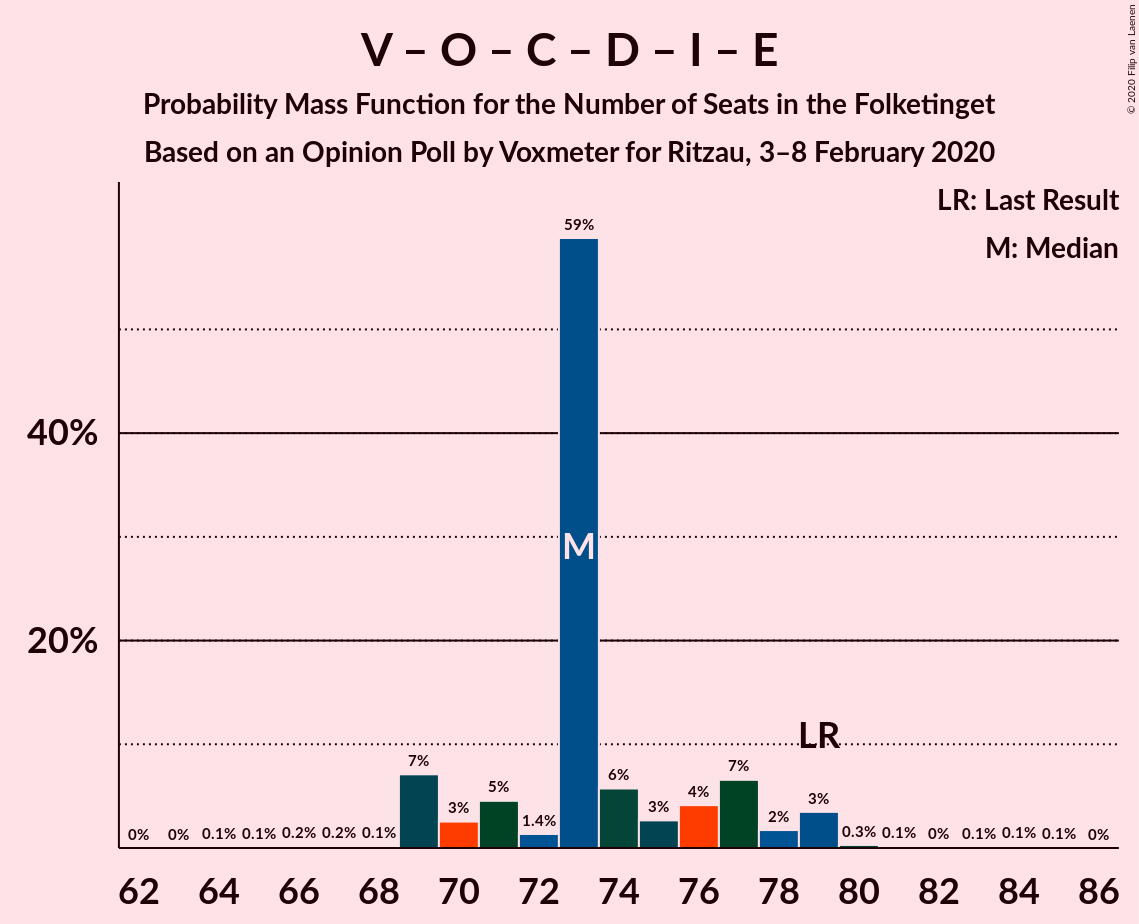 V – O – C – D – I – E
Probability Mass Function for the Number of Seats in the Folketinget
Based on an Opinion Poll by Voxmeter for Ritzau, 3–8 February 2020
© 2020 Filip van Laenen
LR: Last Result
M: Median
59%
40%
M
20%
LR
7%
3%
5%
1.4%
6%
3%
4%
7%
2%
3%
0% 0% 0.1% 0.1% 0.2% 0.2% 0.1% 0.3% 0.1% 0% 0.1% 0.1% 0.1% 0%
62 64 66 68 70 72 74 76 78 80 82 84 86